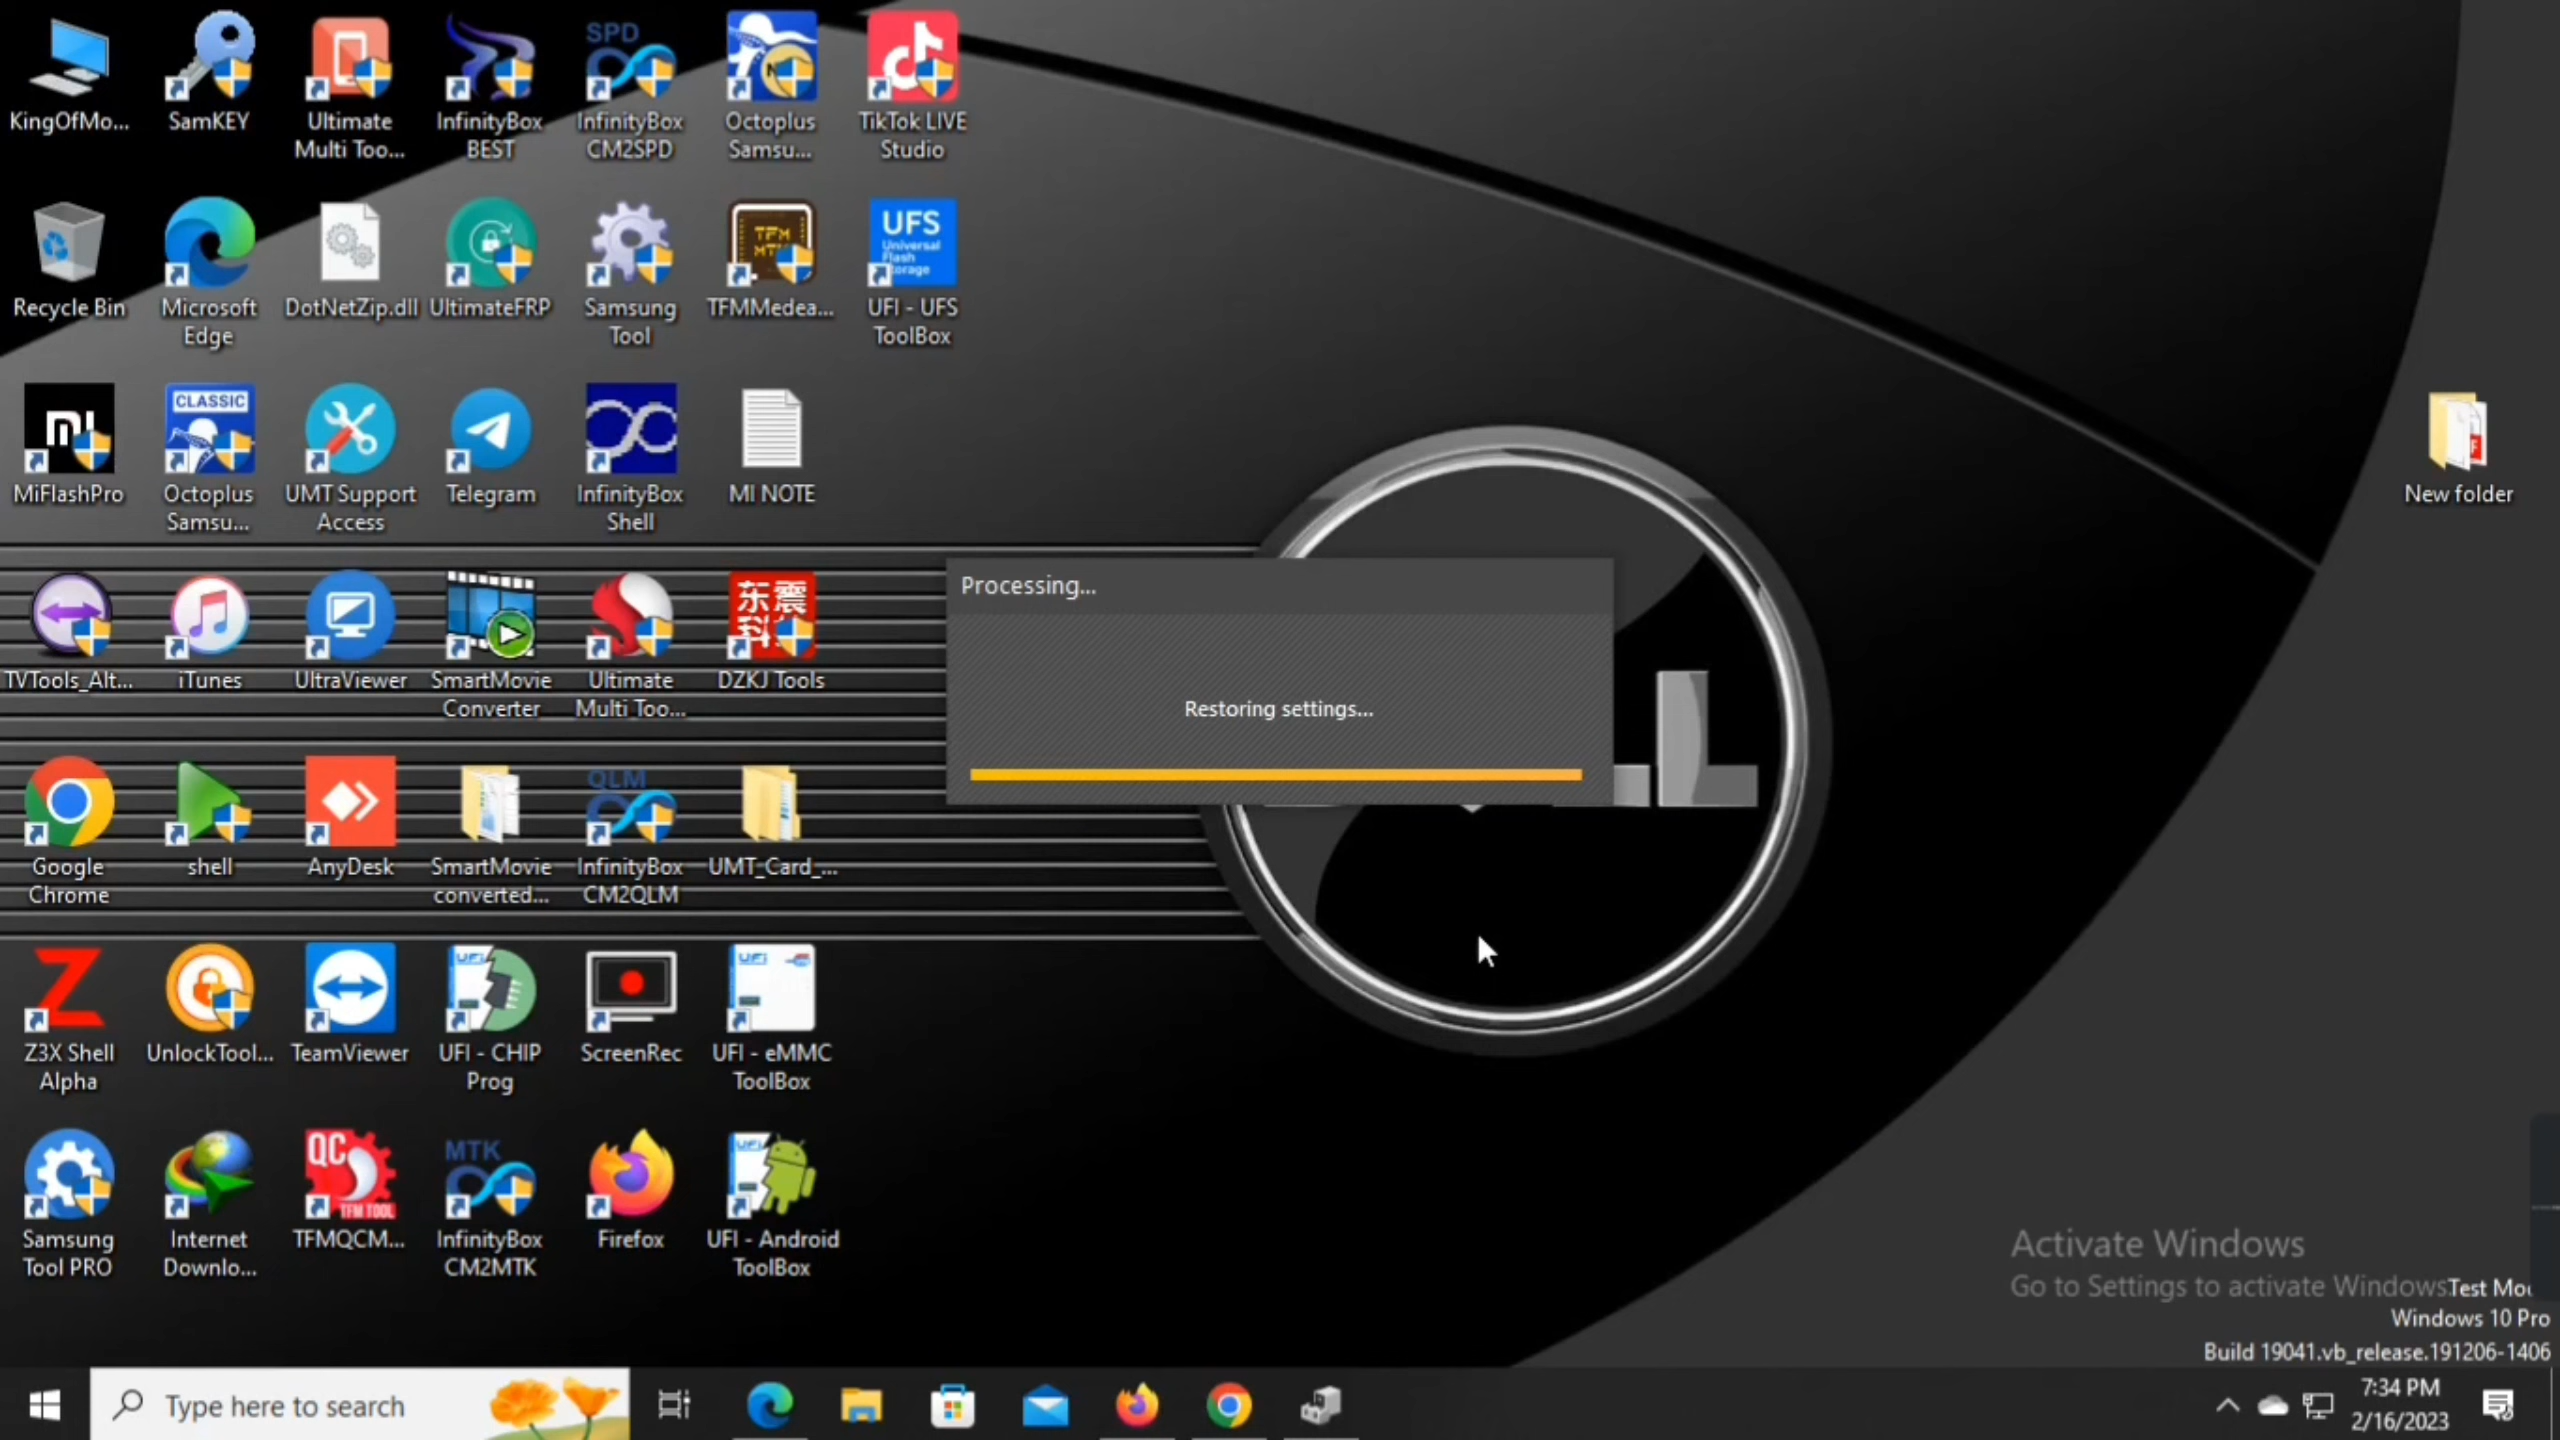 KingOfMo...
SamKEY
Ultimate
Multi Too...
InfinityBox
BEST
SPD
InfinityBox
CM2SPD
Octoplus
Samsu...
TikTok LIVE
Studio
Recycle Bin
Microsoft
Edge
DotNetZip.dll
UltimateFRP
Samsung
Tool
TFM
TFMMedea...
UFS
Universal
Flash
Storage
UFI - UFS
ToolBox
MiFlashPro
CLASSIC
Octoplus
Samsu...
UMT Support
Access
Telegram
InfinityBox
Shell
MI NOTE
New folder
TVTools_Alt...
iTunes
UltraViewer
SmartMovie
Converter
Ultimate
Multi Too...
东震
DZKJ Tools
Processing...
Restoring settings...
Google
Chrome
shell
AnyDesk
SmartMovie
converted...
QLM
InfinityBox
CM2QLM
UMT_Card_...
Z3X Shell
Alpha
UnlockTool...
TeamViewer
UFi
UFI - CHIP
Prog
ScreenRec
UFi
UFI - eMMC
ToolBox
Samsung
Tool PRO
Internet
Downlo...
QC
TFM TOOL
TFMQCM...
MTK
InfinityBox
CM2MTK
Firefox
UFi
UFI - Android
ToolBox
Activate Windows
Go to Settings to activate Windows.
Test Mo
Windows 10 Pro
Build 19041.vb_release.191206-1406
Type here to search
7:34 PM
2/16/2023